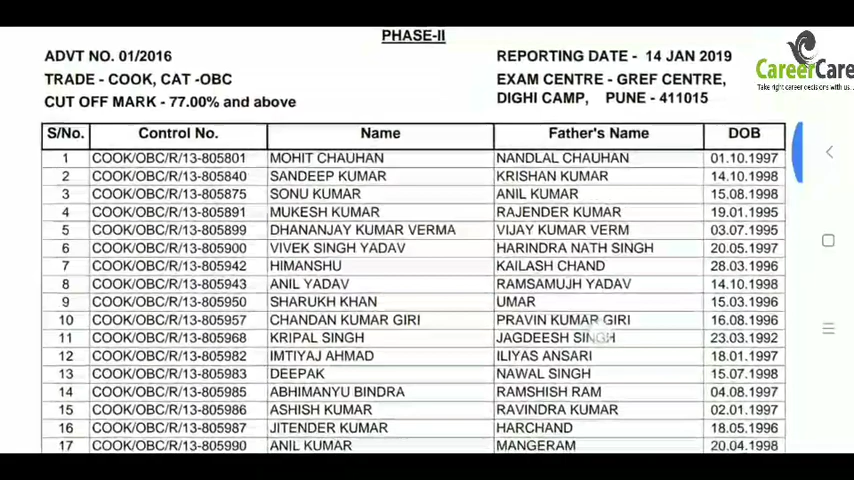 PHASE-II
ADVT NO. 01/2016 REPORTING DATE - 14 JAN 2019
TRADE - COOK, CAT -OBC EXAM CENTRE - GREF CENTRE,
CUT OFF MARK - 77.00% and above DIGHI CAMP, PUNE - 411015
CareerCare
Take right career decisions with us...
S/No. Control No. Name Father's Name DOB
1 COOK/OBC/R/13-805801 MOHIT CHAUHAN NANDLAL CHAUHAN 01.10.1997
2 COOK/OBC/R/13-805840 SANDEEP KUMAR KRISHAN KUMAR 14.10.1998
3 COOK/OBC/R/13-805875 SONU KUMAR ANIL KUMAR 15.08.1998
4 COOK/OBC/R/13-805891 MUKESH KUMAR RAJENDER KUMAR 19.01.1995
5 COOK/OBC/R/13-805899 DHANANJAY KUMAR VERMA VIJAY KUMAR VERM 03.07.1995
6 COOK/OBC/R/13-805900 VIVEK SINGH YADAV HARINDRA NATH SINGH 20.05.1997
7 COOK/OBC/R/13-805942 HIMANSHU KAILASH CHAND 28.03.1996
8 COOK/OBC/R/13-805943 ANIL YADAV RAMSAMUJH YADAV 14.10.1998
9 COOK/OBC/R/13-805950 SHARUKH KHAN UMAR 15.03.1996
10 COOK/OBC/R/13-805957 CHANDAN KUMAR GIRI PRAVIN KUMAR GIRI 16.08.1996
11 COOK/OBC/R/13-805968 KRIPAL SINGH JAGDEESH SINGH 23.03.1992
12 COOK/OBC/R/13-805982 IMTIYAJ AHMAD ILIYAS ANSARI 18.01.1997
13 COOK/OBC/R/13-805983 DEEPAK NAWAL SINGH 15.07.1998
14 COOK/OBC/R/13-805985 ABHIMANYU BINDRA RAMSHISH RAM 04.08.1997
15 COOK/OBC/R/13-805986 ASHISH KUMAR RAVINDRA KUMAR 02.01.1997
16 COOK/OBC/R/13-805987 JITENDER KUMAR HARCHAND 18.05.1996
17 COOK/OBC/R/13-805990 ANIL KUMAR MANGERAM 20.04.1998